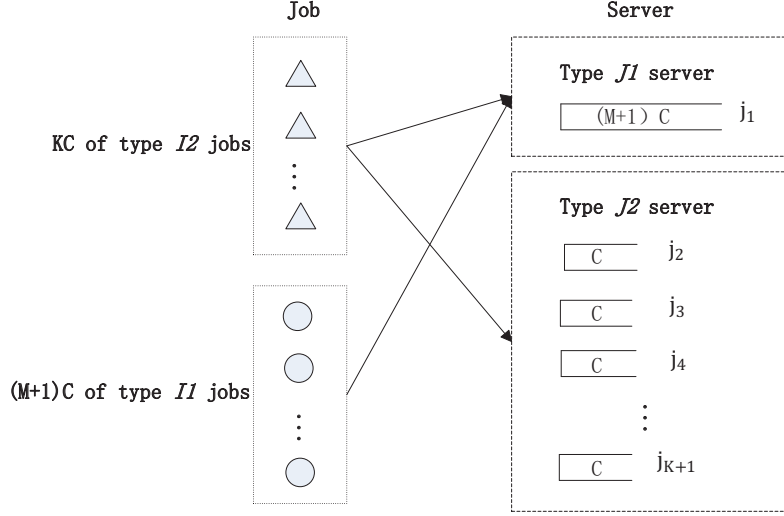 Job
Server
KC of type I2 jobs
(M+1)C of type I1 jobs
Type J1 server
(M+1) C
j1
Type J2 server
C
j2
C
j3
C
j4
C
jK+1